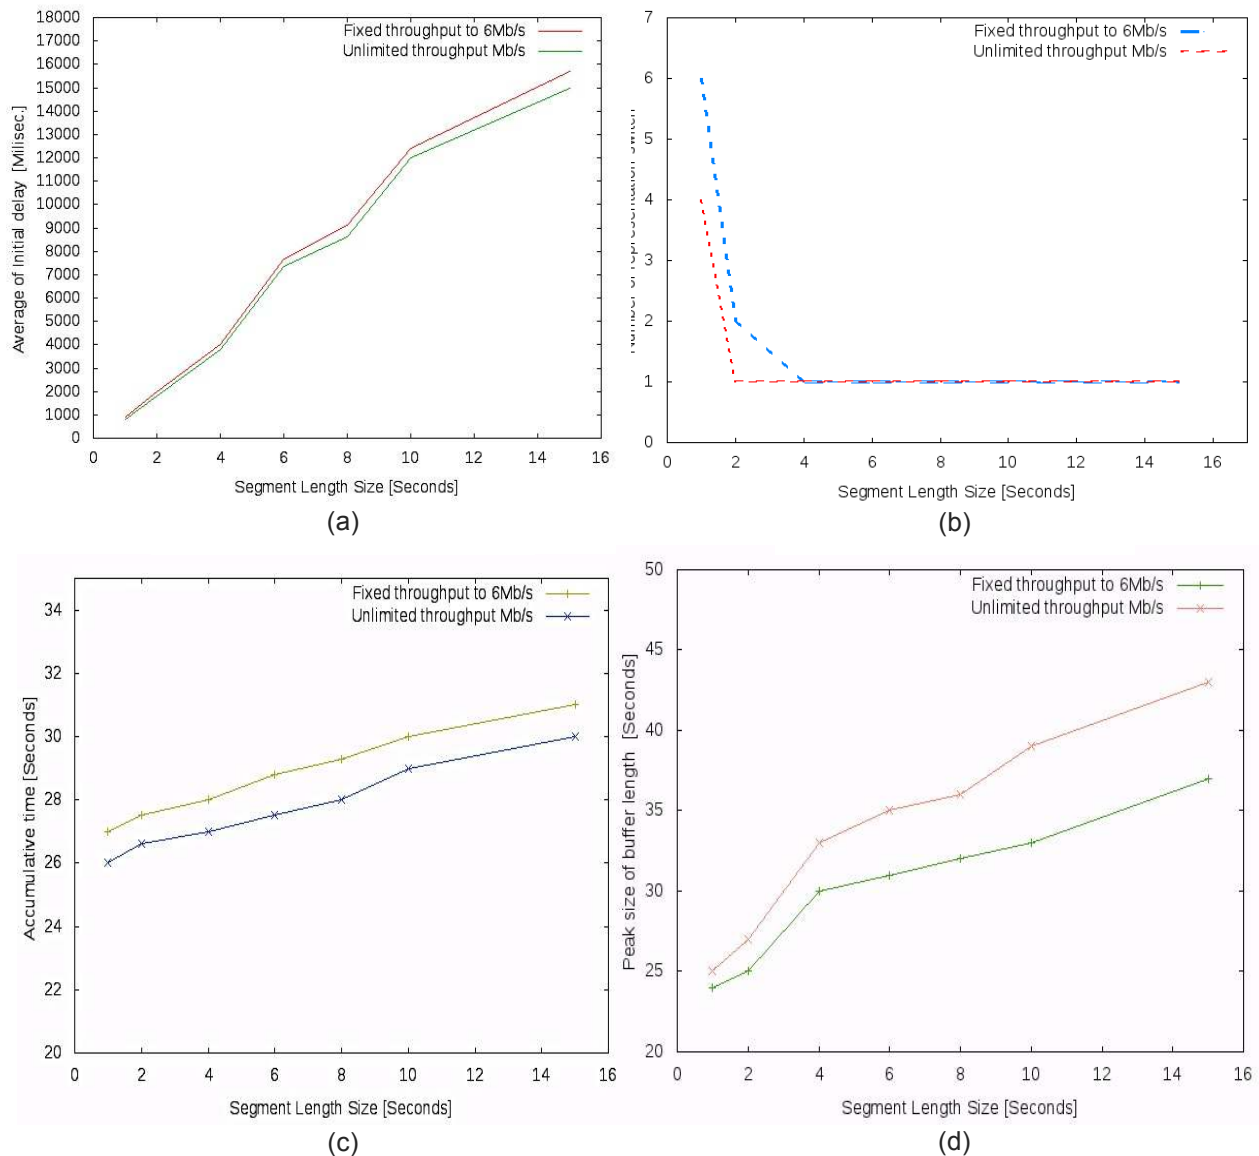 Fixed throughput to 6Mb/s
Unlimited throughput Mb/s
Average of Initial delay [Milisec.]
18000
17000
16000
15000
14000
13000
12000
11000
10000
9000
8000
7000
6000
5000
4000
3000
2000
1000
0
0 2 4 6 8 10 12 14 16
Segment Length Size [Seconds]
(a)
Fixed throughput to 6Mb/s
Unlimited throughput Mb/s
Number of representation switch
7
6
5
4
3
2
1
0
0 2 4 6 8 10 12 14 16
Segment Length Size [Seconds]
(b)
Fixed throughput to 6Mb/s
Unlimited throughput Mb/s
Accumulative time [Seconds]
34
32
30
28
26
24
22
20
0 2 4 6 8 10 12 14 16
Segment Length Size [Seconds]
(c)
Fixed throughput to 6Mb/s
Unlimited throughput Mb/s
Peak size of buffer length [Seconds]
50
45
40
35
30
25
20
0 2 4 6 8 10 12 14 16
Segment Length Size [Seconds]
(d)